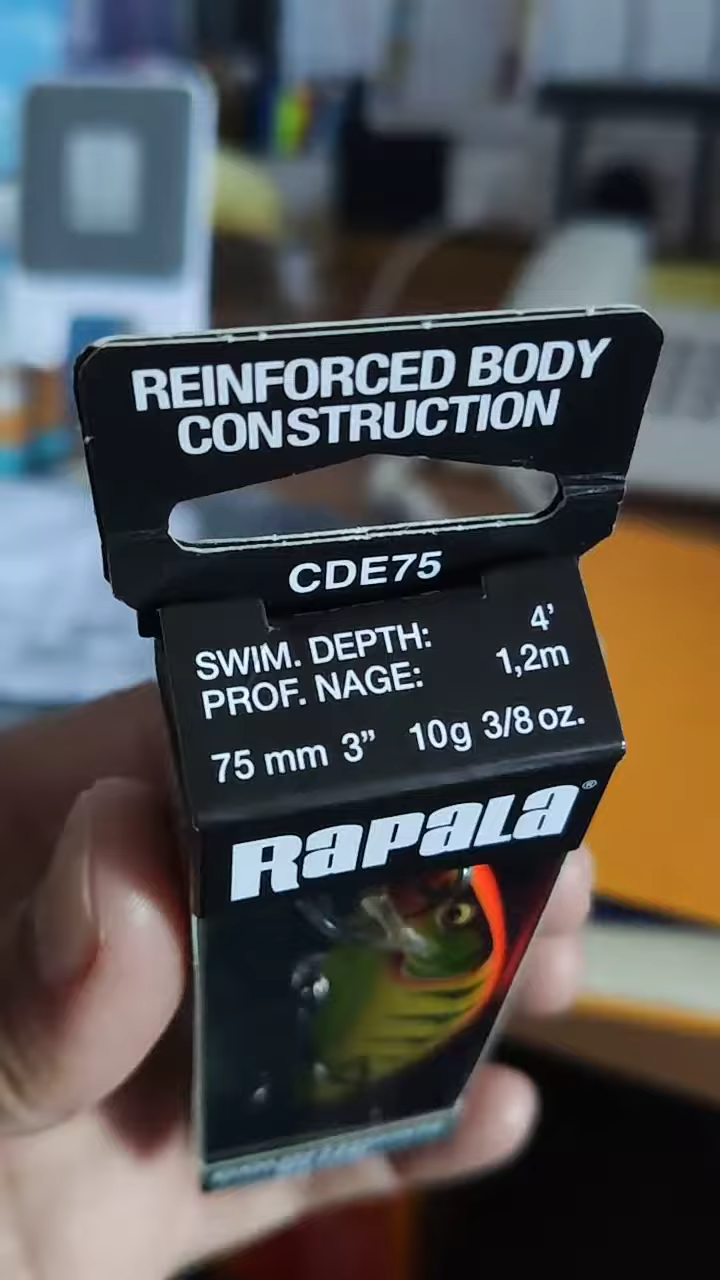 REINFORCED BODY
CONSTRUCTION
CDE75
SWIM. DEPTH: 4'
PROF. NAGE: 1,2m
75 mm 3” 10g 3/8 oz.
RAPALA®